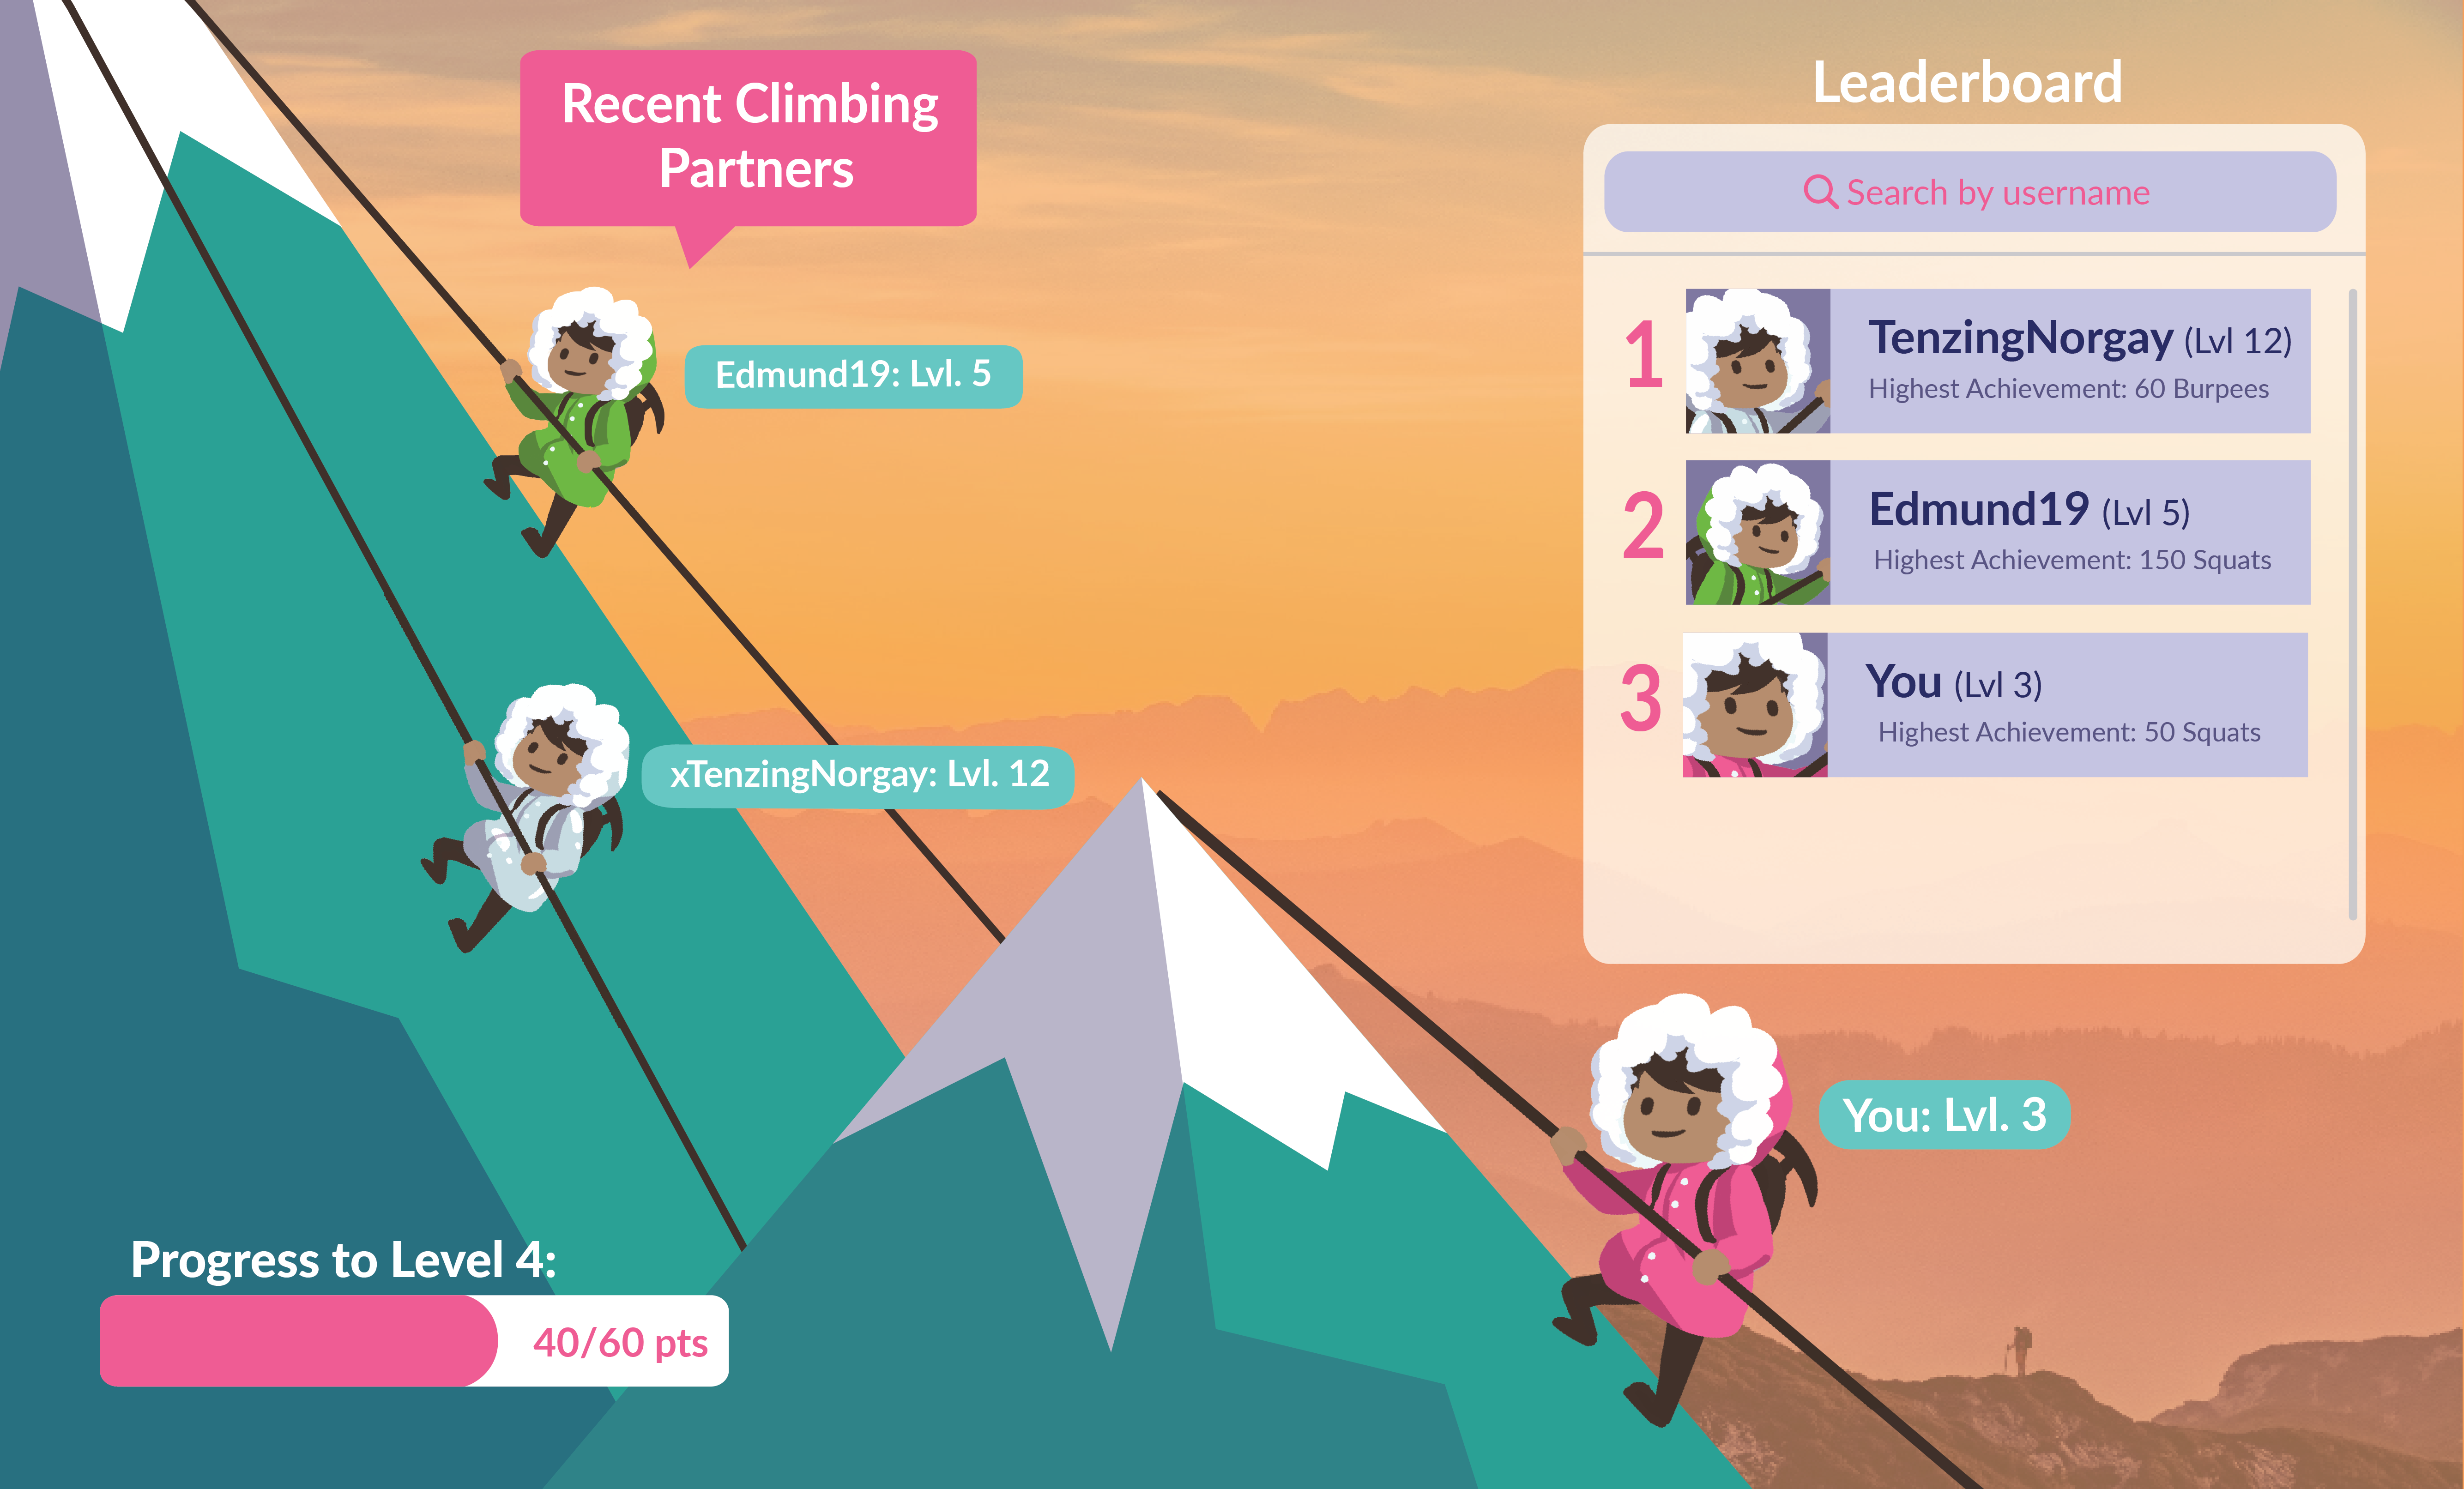 Recent Climbing
Partners
Edmund19: Lvl. 5
xTenzingNorgay: Lvl. 12
Leaderboard
Search by username
1
TenzingNorgay (Lvl 12)
Highest Achievement: 60 Burpees
2
Edmund19 (Lvl 5)
Highest Achievement: 150 Squats
3
You (Lvl 3)
Highest Achievement: 50 Squats
You: Lvl. 3
Progress to Level 4:
40/60 pts